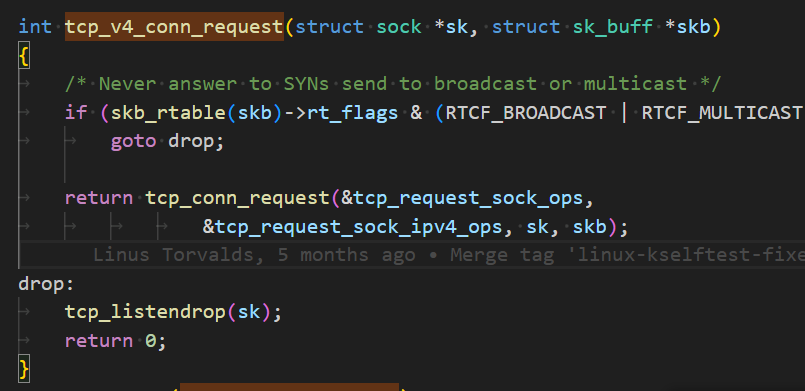 int tcp_v4_conn_request(struct sock *sk, struct sk_buff *skb)
{
/* Never answer to SYNs send to broadcast or multicast */
if (skb_rtable(skb)->rt_flags & (RTCF_BROADCAST | RTCF_MULTICAST
goto drop;
return tcp_conn_request(&tcp_request_sock_ops,
&tcp_request_sock_ipv4_ops, sk, skb);
Linus Torvalds, 5 months ago • Merge tag 'linux-kselftest-fixe
drop:
tcp_listendrop(sk);
return 0;
}